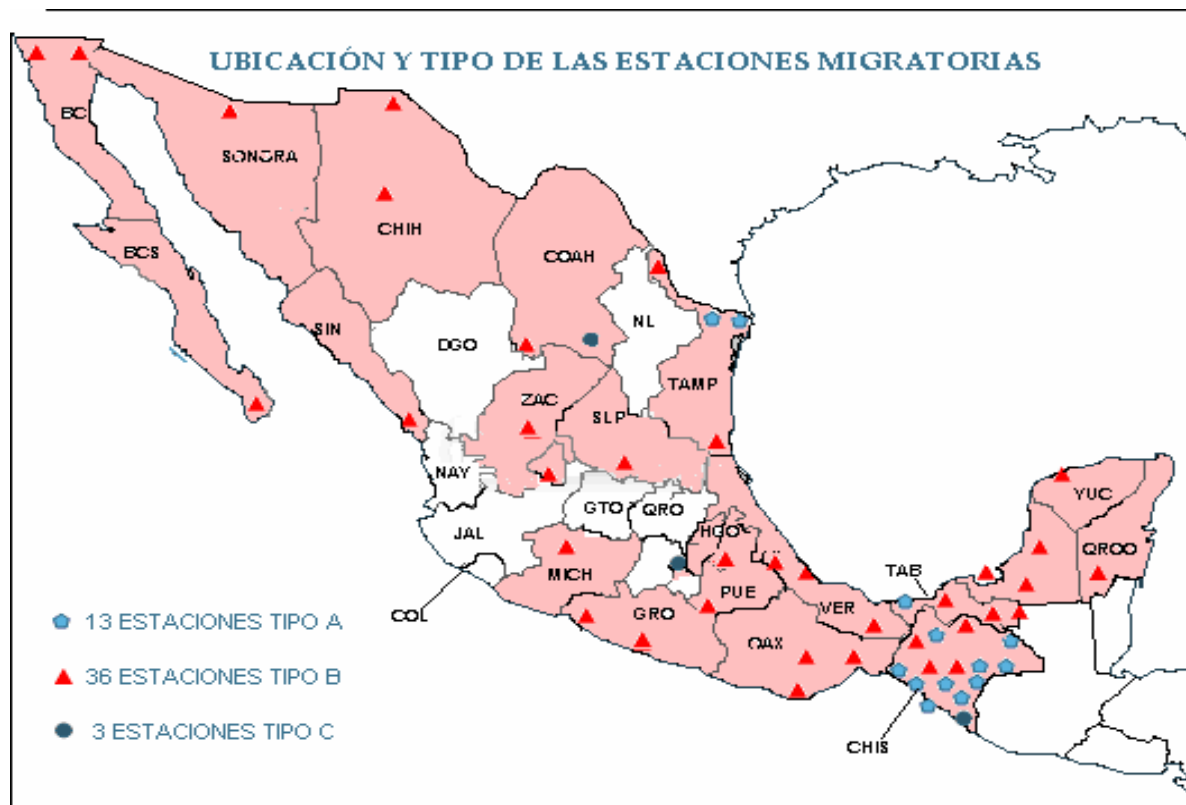 UBICACIÓN Y TIPO DE LAS ESTACIONES MIGRATORIAS
BC
SONORA
CHIH
COAH
BCS
NL
SIN
DGO
TAMP
ZAC
SLP
NAY
YUC
GTO
QRO
JAL
HGO
QROO
TAB
MICH
PUE
VER
COL
GRO
OAX
CHIS
13 ESTACIONES TIPO A
36 ESTACIONES TIPO B
3 ESTACIONES TIPO C